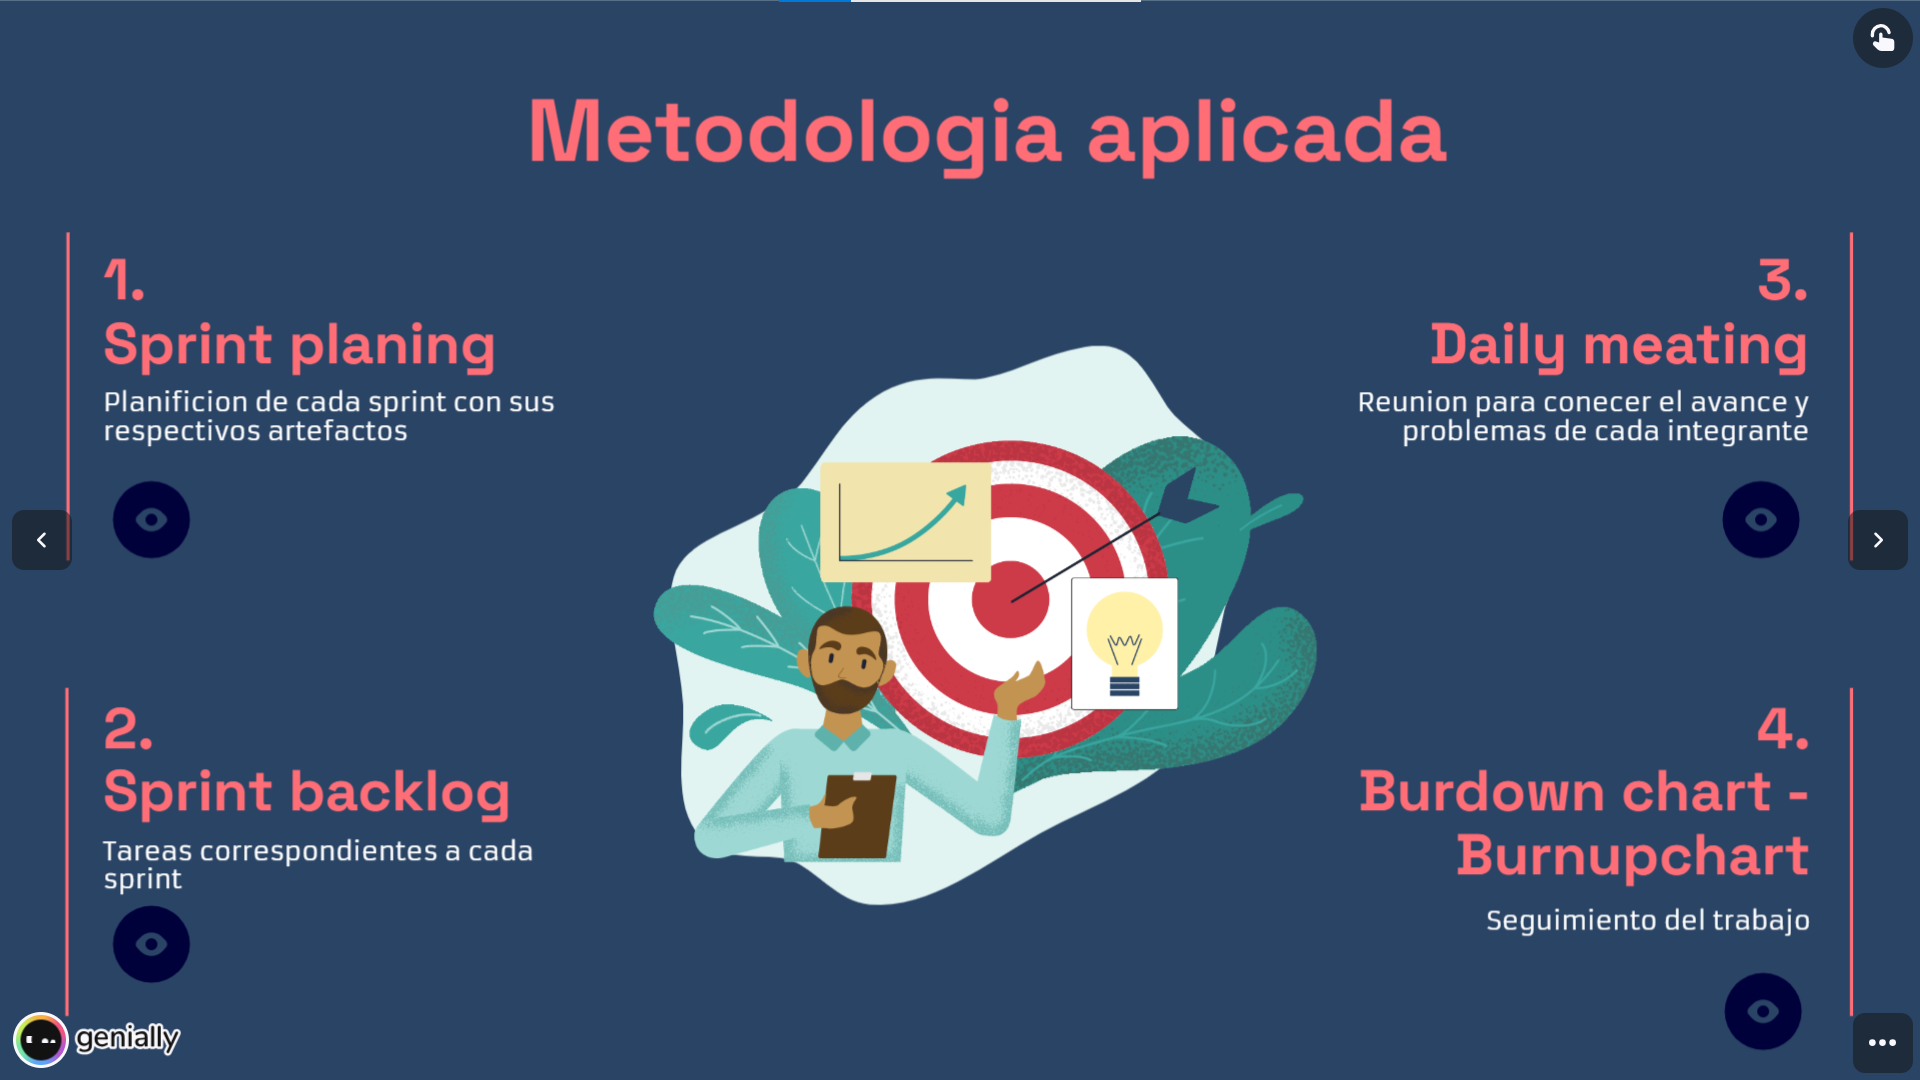 Metodologia aplicada
1.
Sprint planing
Planificion de cada sprint con sus
respectivos artefactos
2.
Sprint backlog
Tareas correspondientes a cada
sprint
3.
Daily meating
Reunion para conecer el avance y
problemas de cada integrante
4.
Burdown chart -
Burnupchart
Seguimiento del trabajo
genially